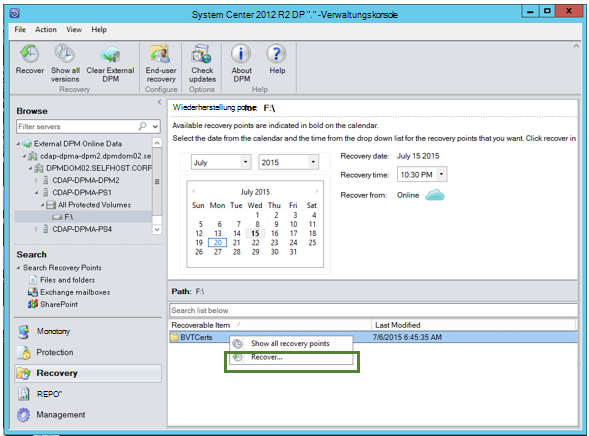 System Center 2012 R2 DP "." -Verwaltungskonsole
File Action View Help
Recover Show all versions Clear External DPM End-user recovery Check updates About DPM Help
Recovery Configure Options Help
Browse
Filter servers
External DPM Online Data
cdap-dpma-dpm2.dpmdom02.se
DPMDOM02.SELFHOST.CORF
CDAP-DPMA-DPM2
CDAP-DPMA-PS1
All Protected Volumes
F:\
CDAP-DPMA-PS4
Search
Search Recovery Points
Files and folders
Exchange mailboxes
SharePoint
Monotony
Protection
Recovery
REPO"
Management
Wiederherstellung for: F:\
Available recovery points are indicated in bold on the calendar.
Select the date from the calendar and the time from the drop down list for the recovery points that you want. Click recover in
July 2015
July 2015
Sun Mon Tue Wed Thu Fri Sat
1 2 3 4
5 6 7 8 9 10 11
12 13 14 15 16 17 18
19 20 21 22 23 24 25
26 27 28 29 30 31
Recovery date: July 15 2015
Recovery time: 10:30 PM
Recover from: Online
Path: F:\
Search list below
Recoverable Item Last Modified
BVTCerts 7/6/2015 6:45:35 AM
Show all recovery points
Recover...